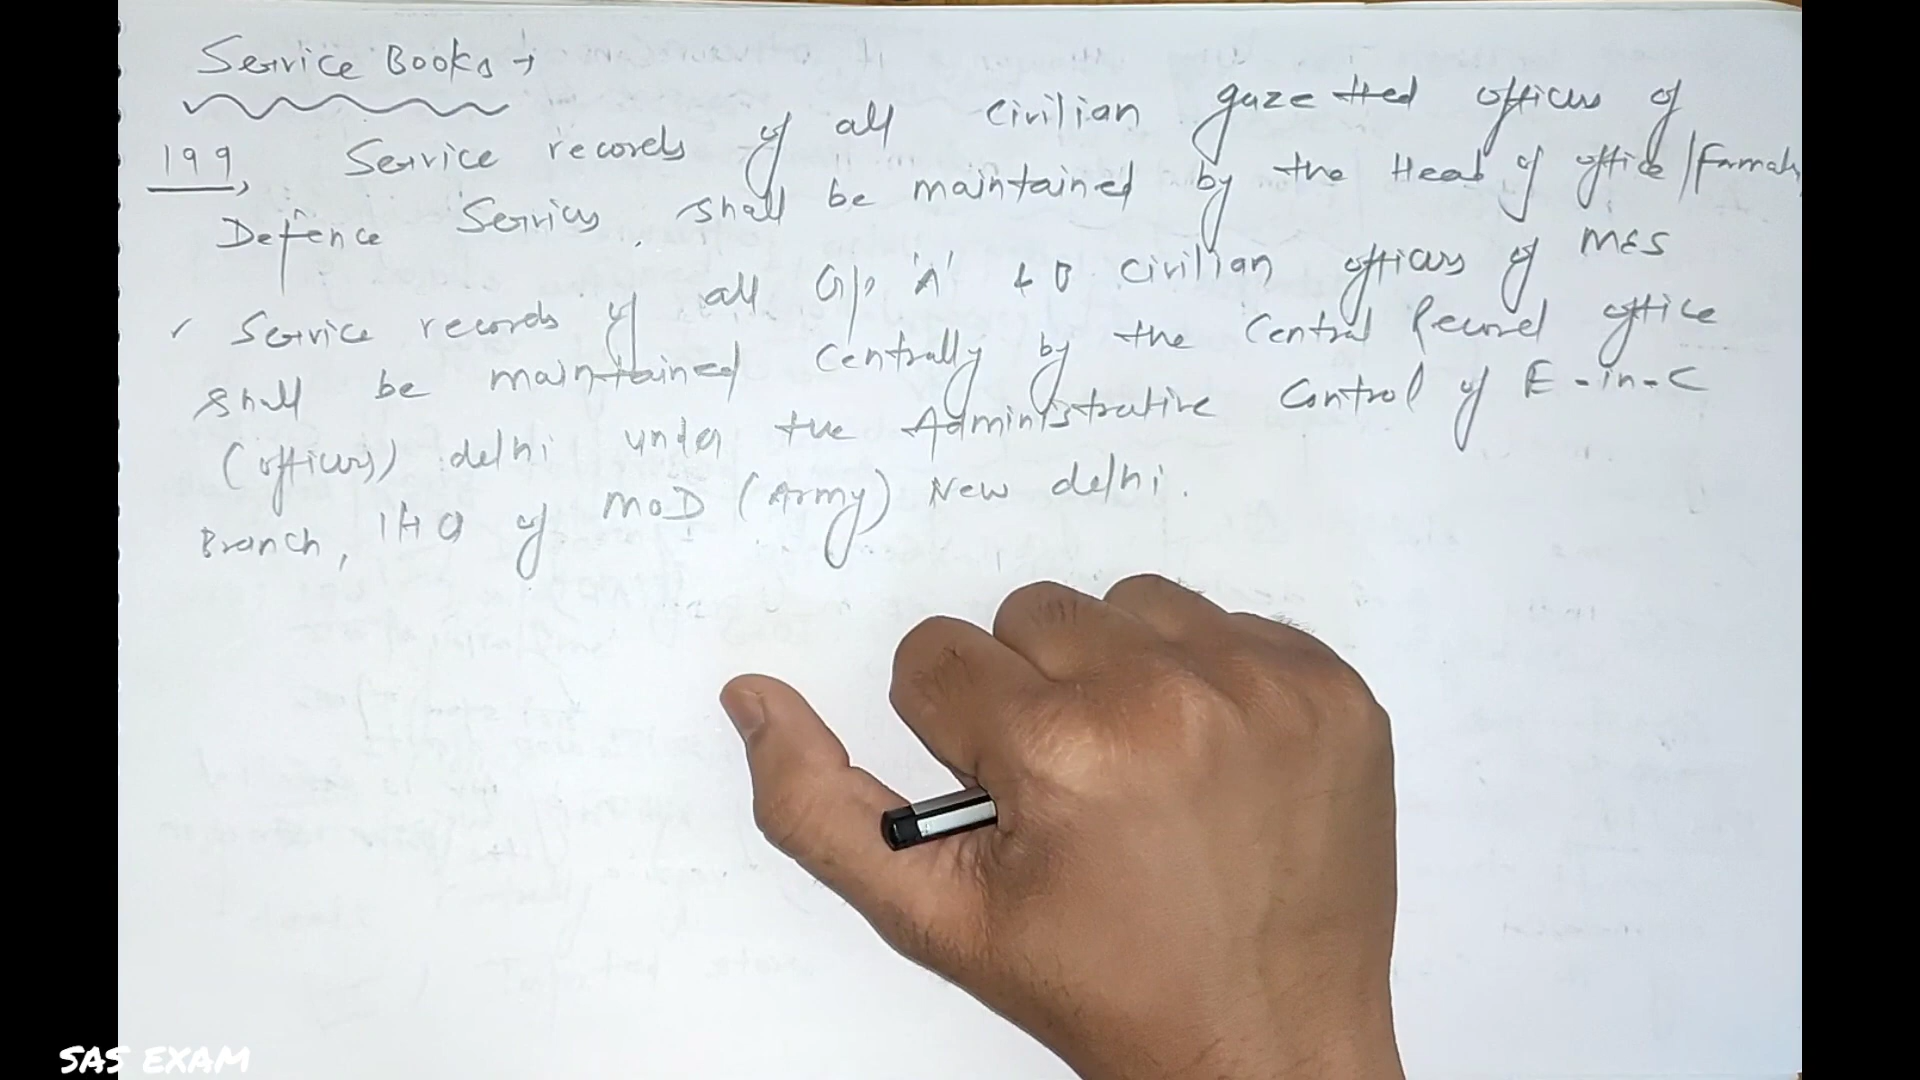 Service Books →
199, Service records of all civilian gazetted officers of
Defence Services, shall be maintained by the Head of office/Formats
✓ Service records of all Grp 'A' & B civilian officers of MES
shall be maintained centrally by the Central Record office
(officers) delhi under the Administrative Control of E-in-C
Branch, IHQ of MoD (Army) New delhi.
SAS EXAM